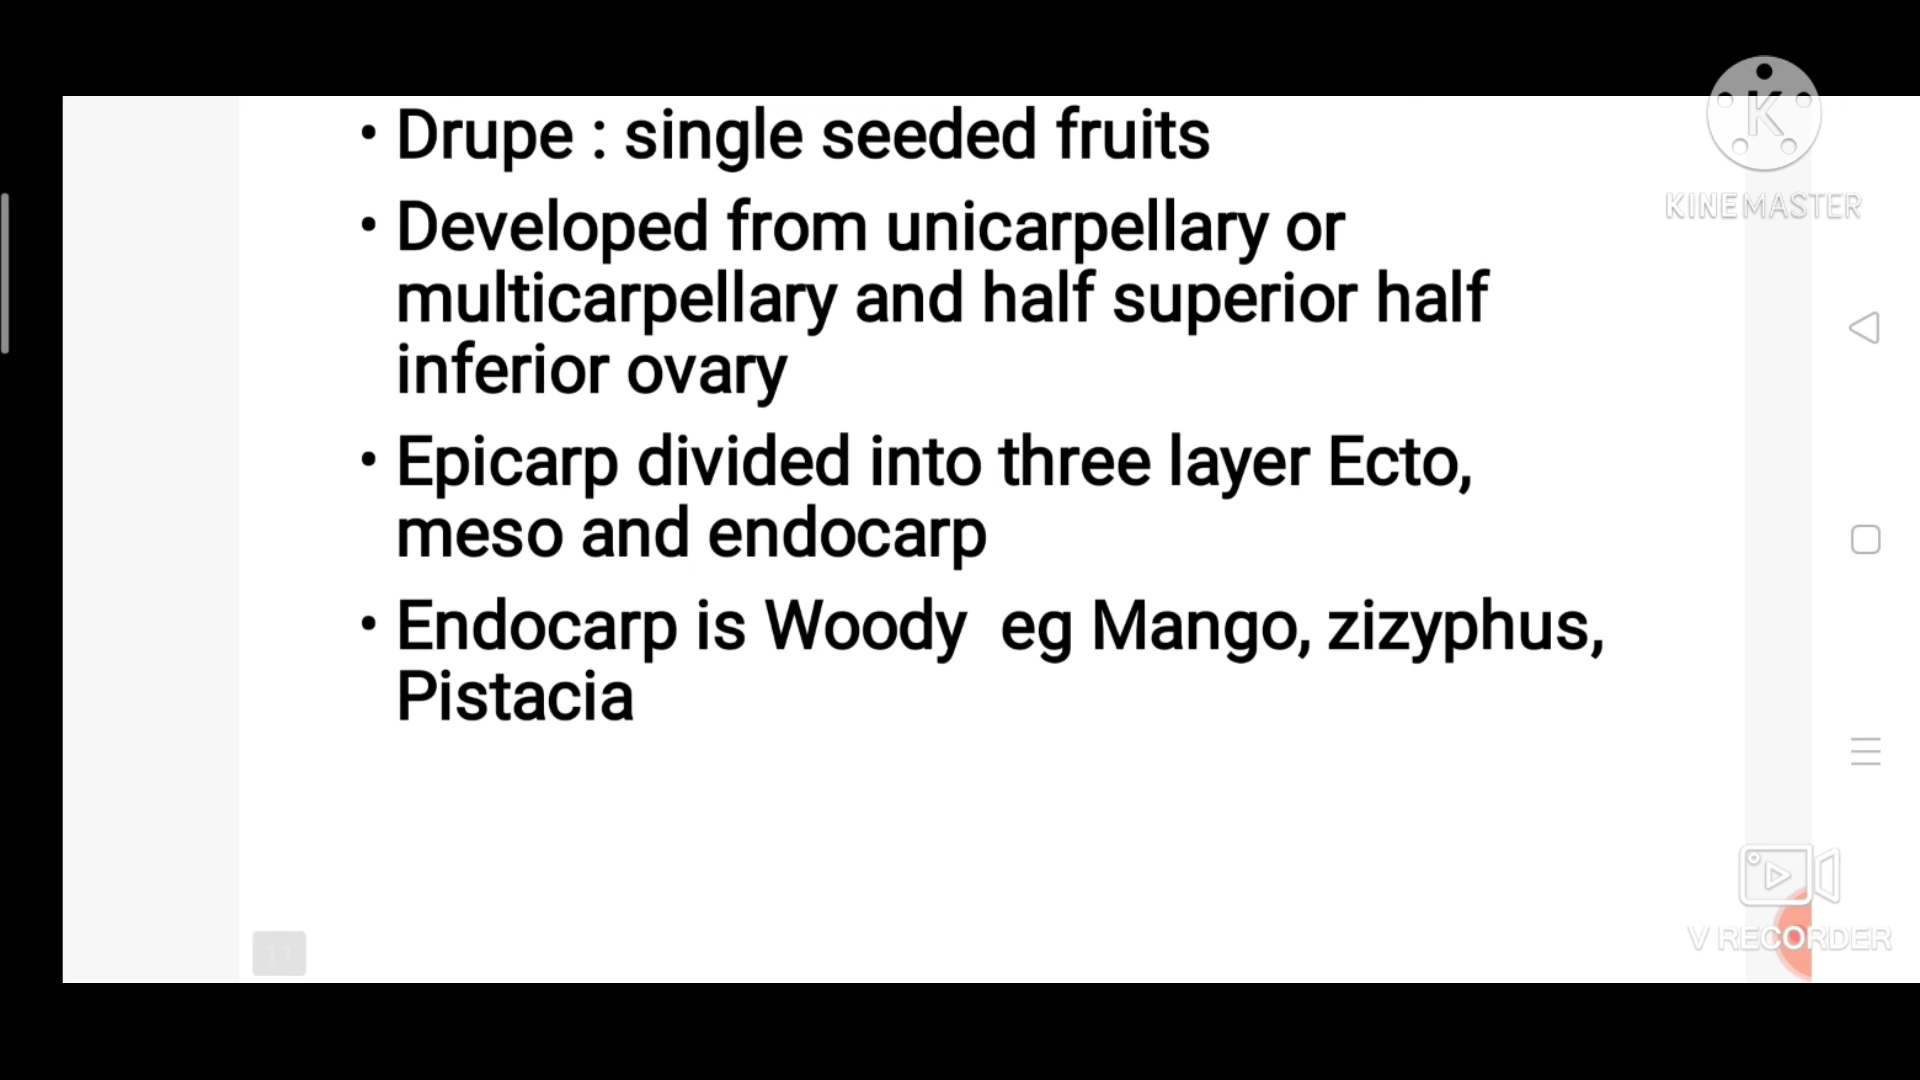 • Drupe : single seeded fruits
• Developed from unicarpellary or
multicarpellary and half superior half
inferior ovary
• Epicarp divided into three layer Ecto,
meso and endocarp
• Endocarp is Woody eg Mango, zizyphus,
Pistacia
K
KINEMASTER
V RECORDER